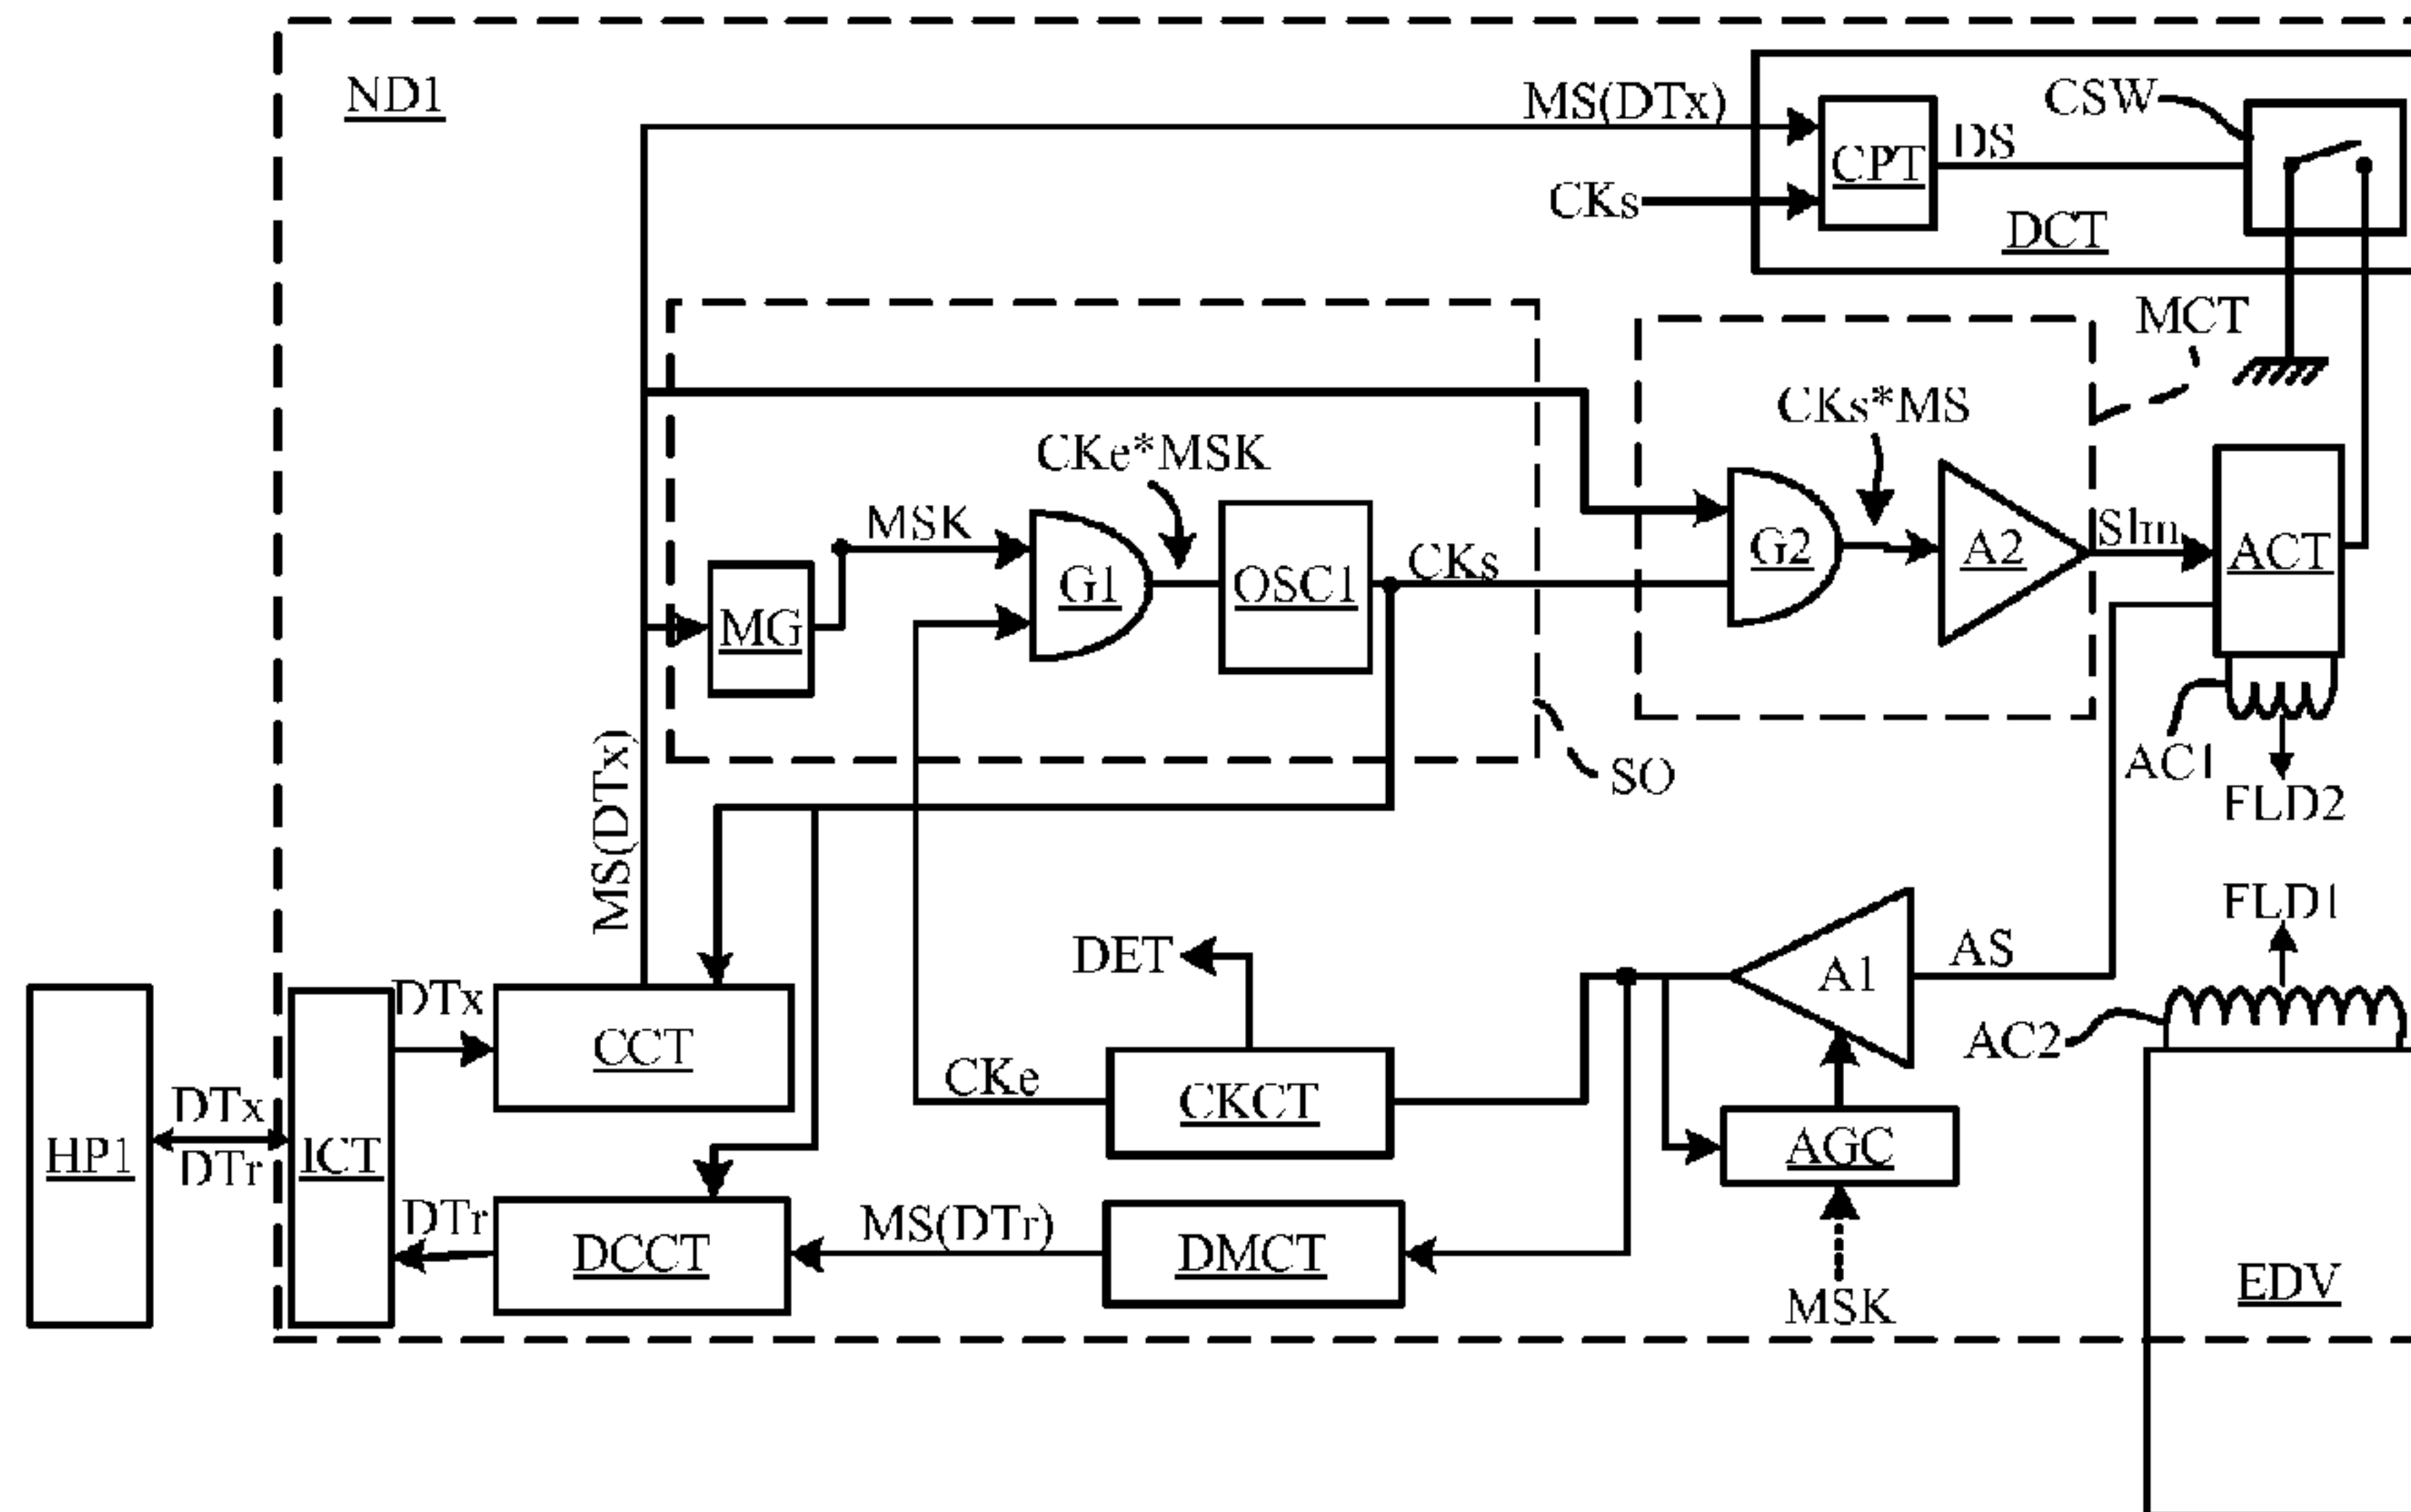 ND1
MS(DTx)
CSW
CPT
DS
CKs
DCT
MCT
CKs*MS
CKe*MSK
MSK
G1
OSC1
CKs
G2
A2
Slm
ACT
MG
MS(DTx)
SO
AC1
FLD2
FLD1
DET
A1
AS
AC2
DTx
CCT
CKe
CKCT
AGC
HP1
DTx
DTr
ICT
DTr
DCCT
MS(DTr)
DMCT
MSK
EDV